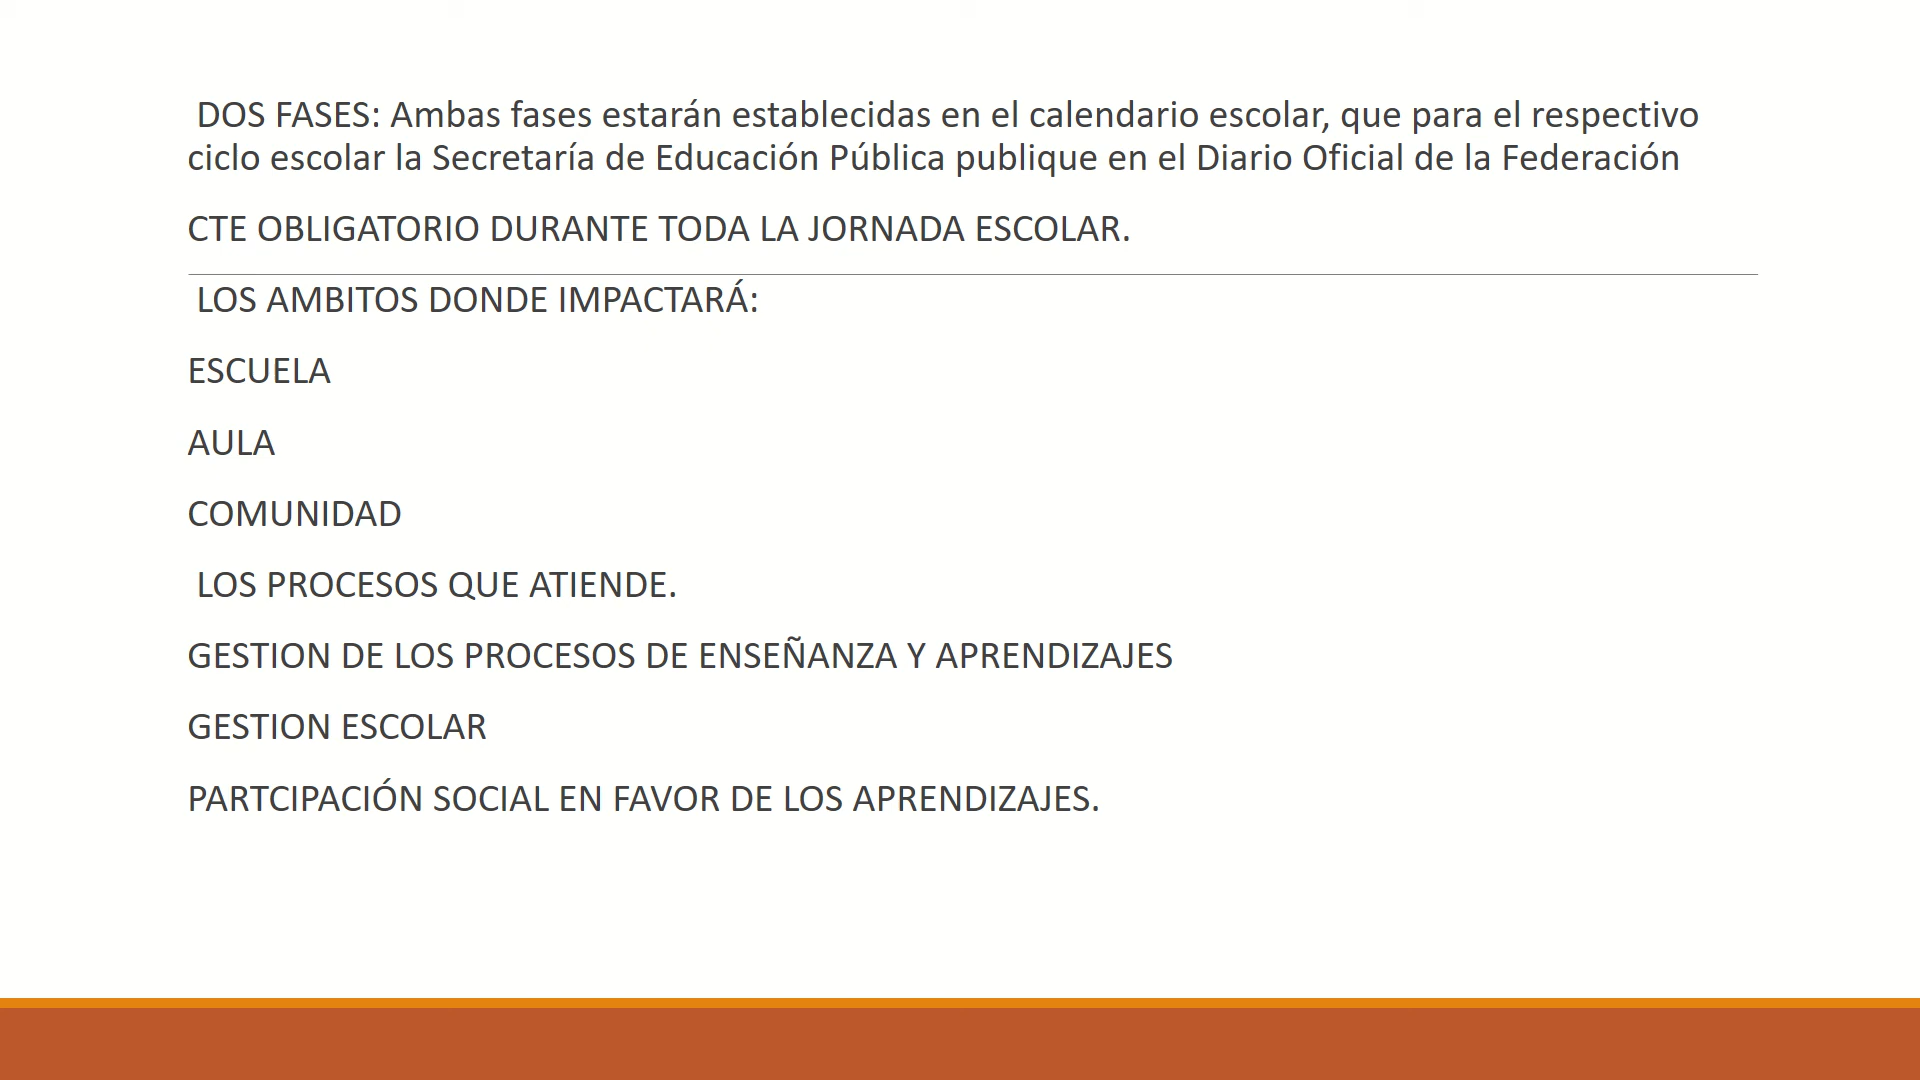 DOS FASES: Ambas fases estarán establecidas en el calendario escolar, que para el respectivo
ciclo escolar la Secretaría de Educación Pública publique en el Diario Oficial de la Federación
CTE OBLIGATORIO DURANTE TODA LA JORNADA ESCOLAR.
LOS AMBITOS DONDE IMPACTARÁ:
ESCUELA
AULA
COMUNIDAD
LOS PROCESOS QUE ATIENDE.
GESTION DE LOS PROCESOS DE ENSEÑANZA Y APRENDIZAJES
GESTION ESCOLAR
PARTCIPACIÓN SOCIAL EN FAVOR DE LOS APRENDIZAJES.